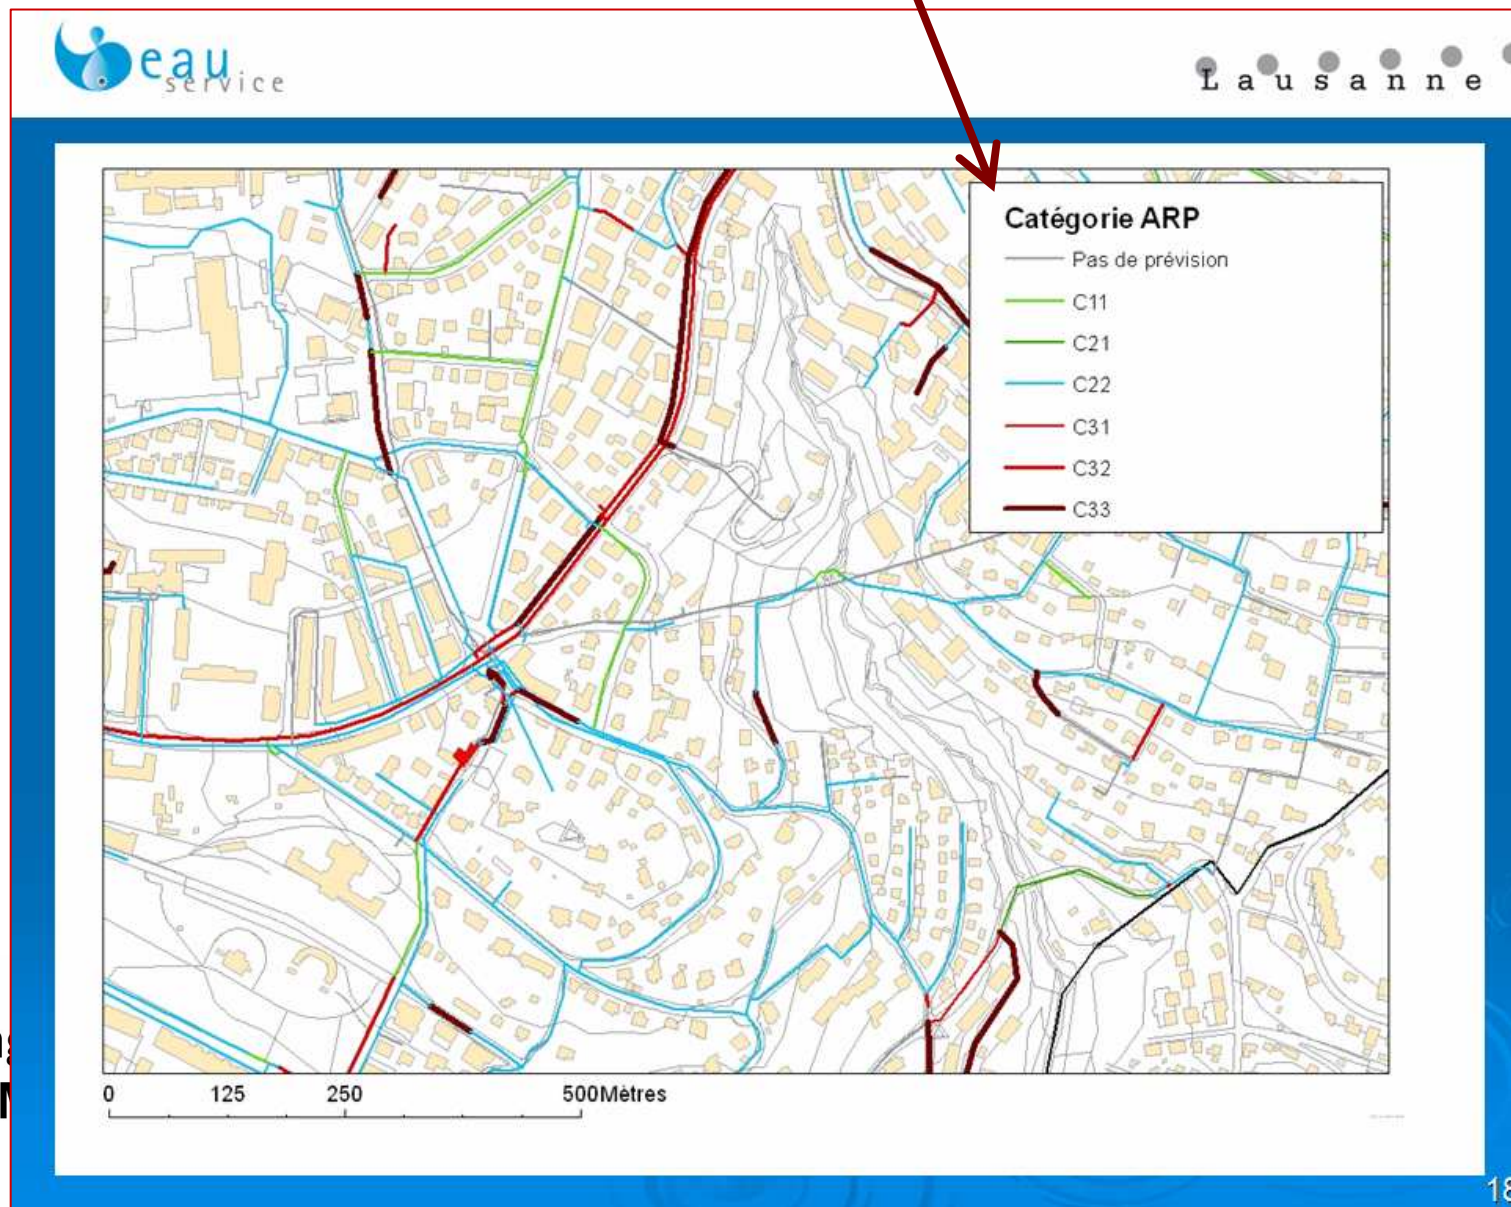 eau
service
Lausanne
Catégorie ARP
Pas de prévision
C11
C21
C22
C31
C32
C33
0 125 250 500Mètres
18